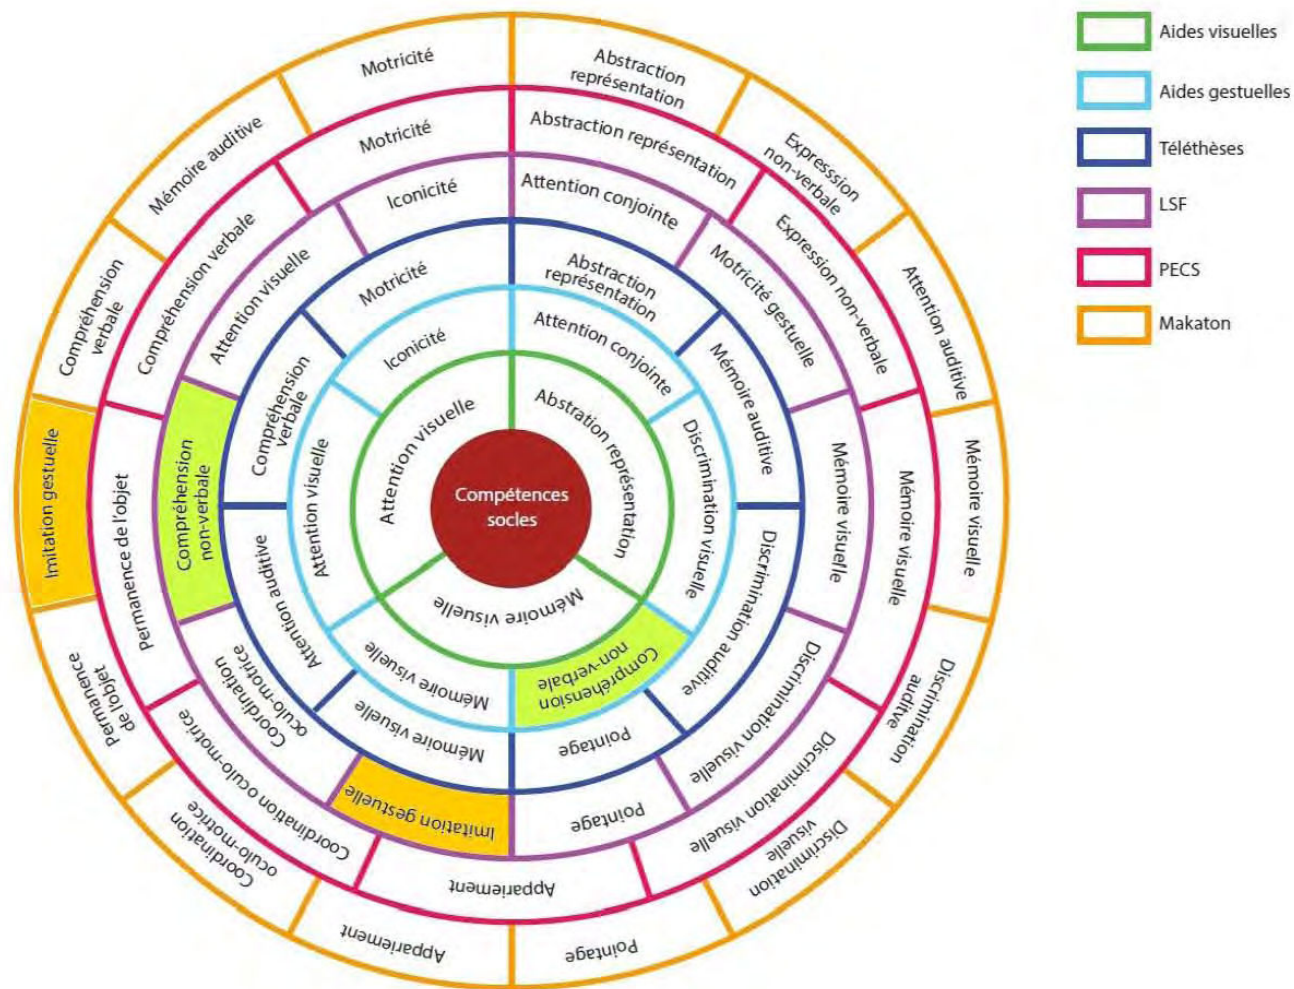 Aides visuelles
Aides gestuelles
Téléthèses
LSF
PECS
Makaton
Compétences
socles
Abstration représentation
Mémoire visuelle
Attention visuelle
Attention conjointe
Discrimination visuelle
Compréhension
non-verbale
Mémoire visuelle
Attention visuelle
Iconicité
Abstraction
représentation
Mémoire auditive
Discrimination auditive
Pointage
Mémoire visuelle
Attention auditive
Compréhension
verbale
Motricité
Attention conjointe
Motricité gestuelle
Mémoire visuelle
Discrimination visuelle
Pointage
Imitation gestuelle
Coordination
oculo-motrice
Compréhension
non-verbale
Attention visuelle
Iconicité
Abstraction représentation
Expression non-verbale
Mémoire visuelle
Discrimination visuelle
Appariement
Coordination oculo-motrice
Permanence de l'objet
Compréhension verbale
Motricité
Abstraction
représentation
Expresssion
non-verbale
Attention auditive
Mémoire visuelle
Discrimination
auditive
Discrimination
visuelle
Pointage
Appariement
Coordination
oculo-motrice
Permanence
de l'objet
Imitation gestuelle
Compréhension
verbale
Mémoire auditive
Motricité